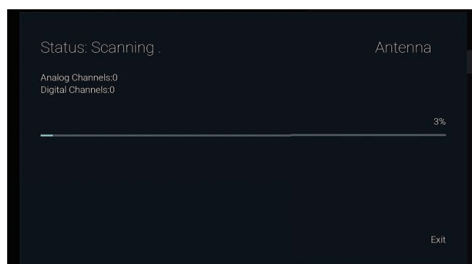 Status: Scanning .
Antenna
Analog Channels:0
Digital Channels:0
3%
Exit